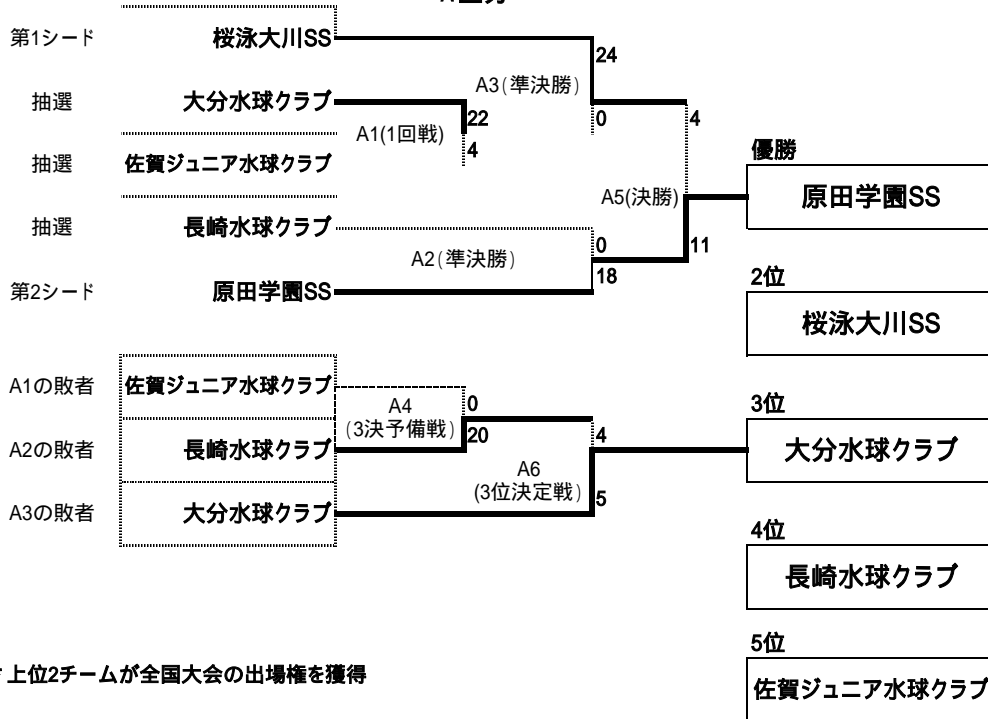 第1シード 桜泳大川SS
24
A3(準決勝)
抽選 大分水球クラブ
22 0 4
A1(1回戦)
4
優勝
抽選 佐賀ジュニア水球クラブ
A5(決勝) 原田学園SS
抽選 長崎水球クラブ
0 11
A2(準決勝)
18
2位
第2シード 原田学園SS
桜泳大川SS
A1の敗者 佐賀ジュニア水球クラブ
A4 0
3位
(3決予備戦) 20 4
A2の敗者 長崎水球クラブ
大分水球クラブ
A6
(3位決定戦) 5
A3の敗者 大分水球クラブ
4位
長崎水球クラブ
5位
上位2チームが全国大会の出場権を獲得
佐賀ジュニア水球クラブ